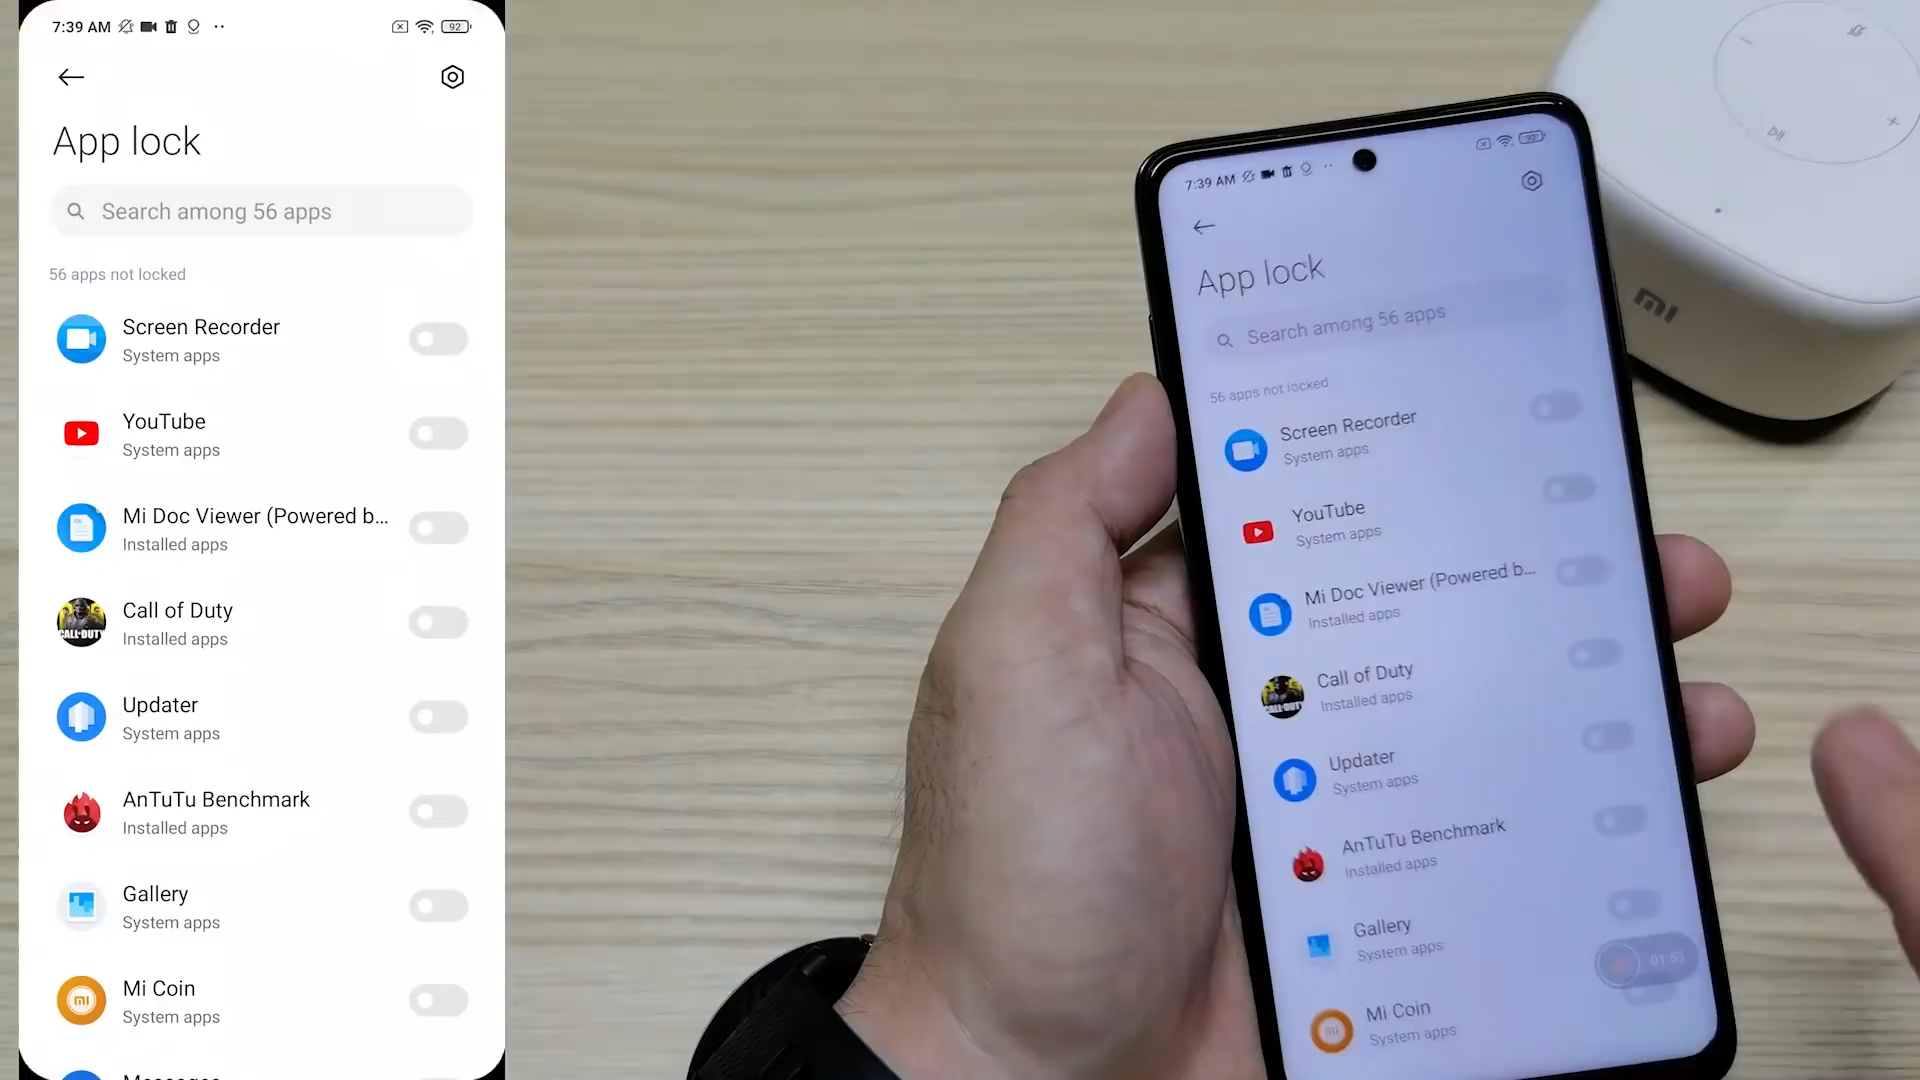 7:39 AM
92
App lock
Search among 56 apps
56 apps not locked
Screen Recorder
System apps
YouTube
System apps
Mi Doc Viewer (Powered b...
Installed apps
Call of Duty
Installed apps
Updater
System apps
AnTuTu Benchmark
Installed apps
Gallery
System apps
Mi Coin
System apps
7:39 AM
92
App lock
Search among 56 apps
56 apps not locked
Screen Recorder
System apps
YouTube
System apps
Mi Doc Viewer (Powered b...
Installed apps
Call of Duty
Installed apps
Updater
System apps
AnTuTu Benchmark
Installed apps
Gallery
System apps
Mi Coin
System apps
MI